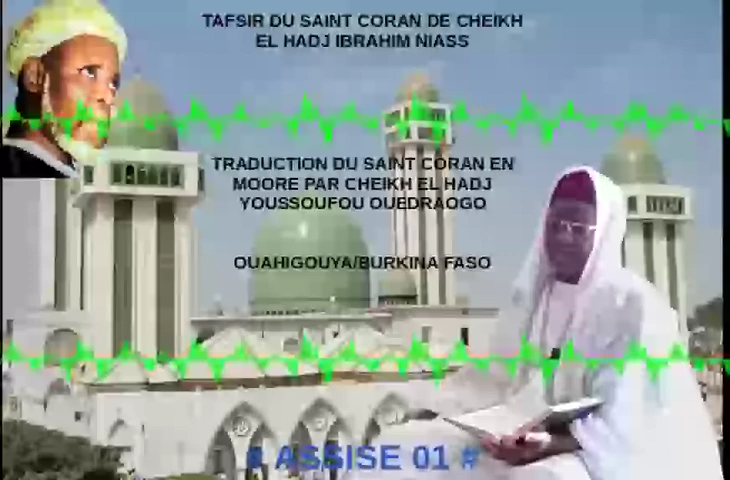 TAFSIR DU SAINT CORAN DE CHEIKH
EL HADJ IBRAHIM NIASS
TRADUCTION DU SAINT CORAN EN
MOORE PAR CHEIKH EL HADJ
YOUSSOUFOU OUEDRAOGO
OUAHIGOUYA/BURKINA FASO
# ASSISE 01 #